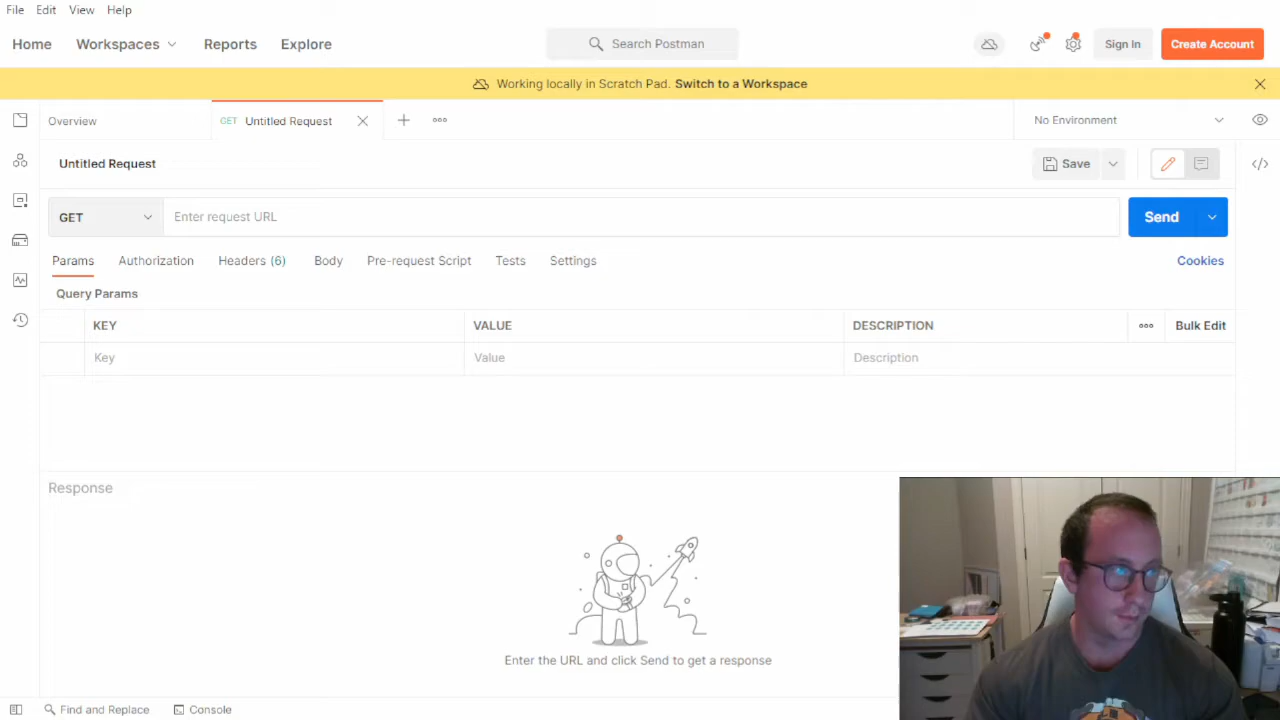 File Edit View Help
Home Workspaces Reports Explore Search Postman Sign In Create Account
Working locally in Scratch Pad. Switch to a Workspace
Overview GET Untitled Request No Environment
Untitled Request Save
GET Enter request URL Send
Params Authorization Headers (6) Body Pre-request Script Tests Settings Cookies
Query Params
KEY VALUE DESCRIPTION Bulk Edit
Key Value Description
Response
Enter the URL and click Send to get a response
Find and Replace Console